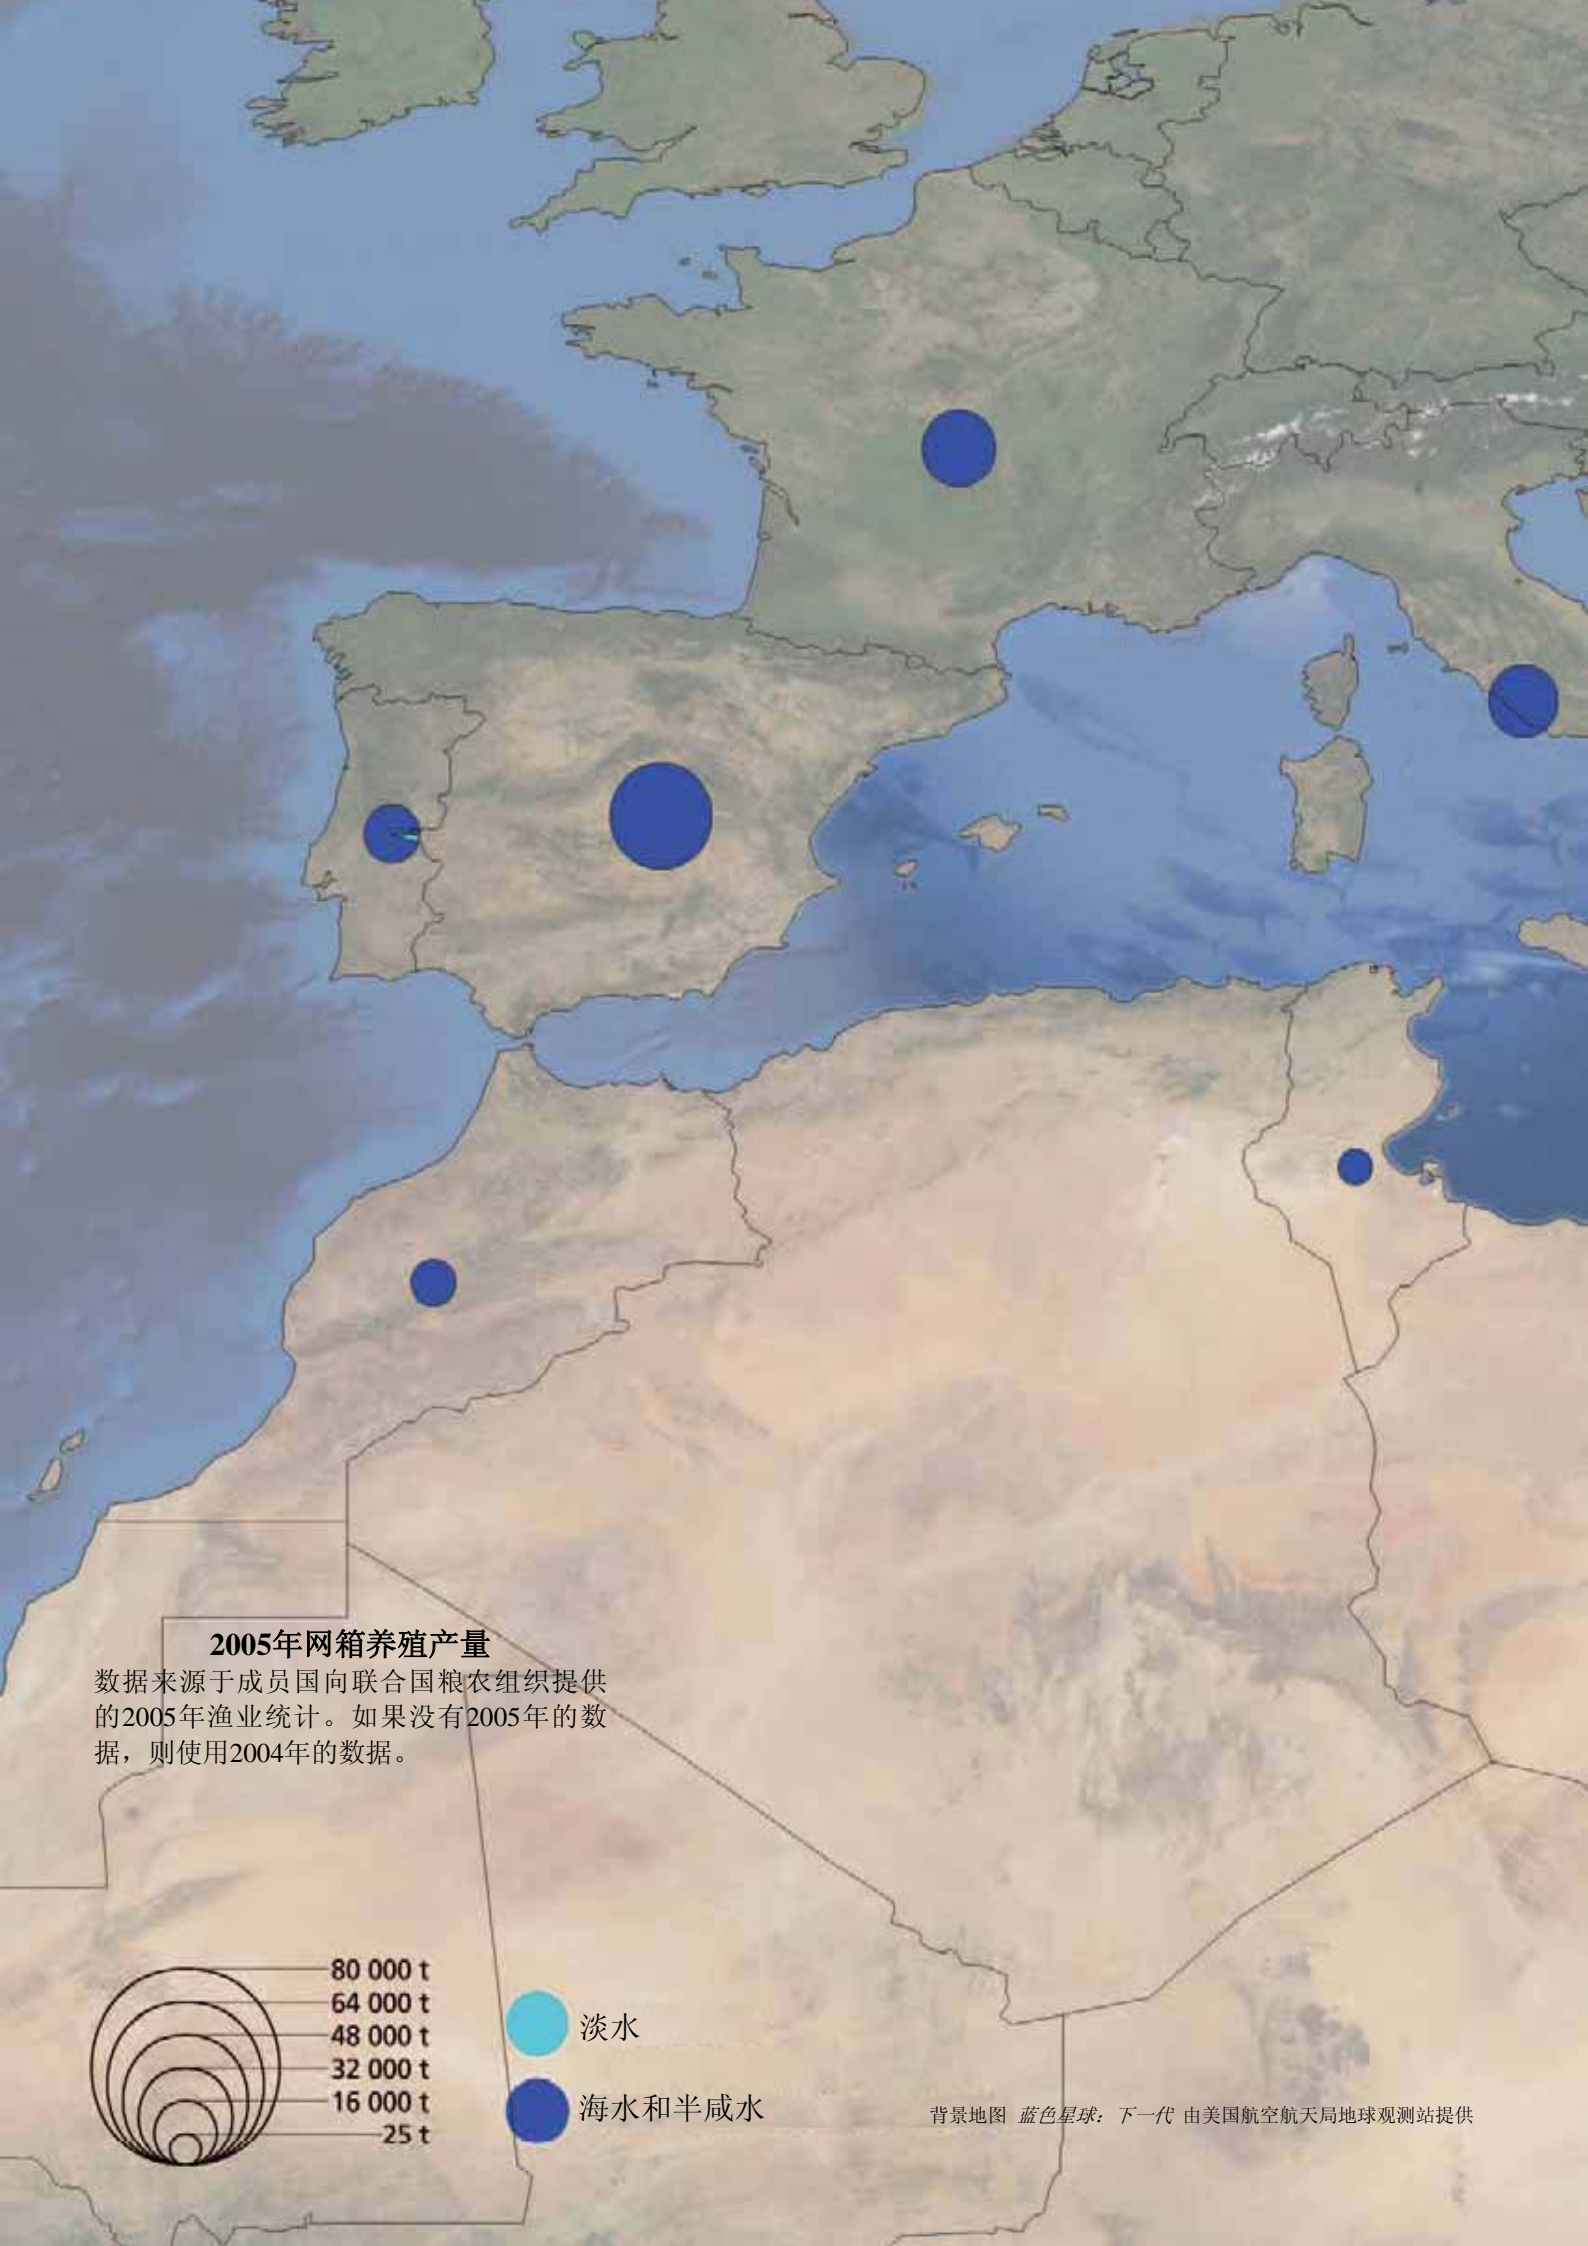 2005年网箱养殖产量
数据来源于成员国向联合国粮农组织提供
的2005年渔业统计。如果没有2005年的数
据，则使用2004年的数据。
80 000 t
64 000 t
48 000 t
32 000 t
16 000 t
25 t
淡水
海水和半咸水
背景地图 蓝色星球：下一代 由美国航空航天局地球观测站提供